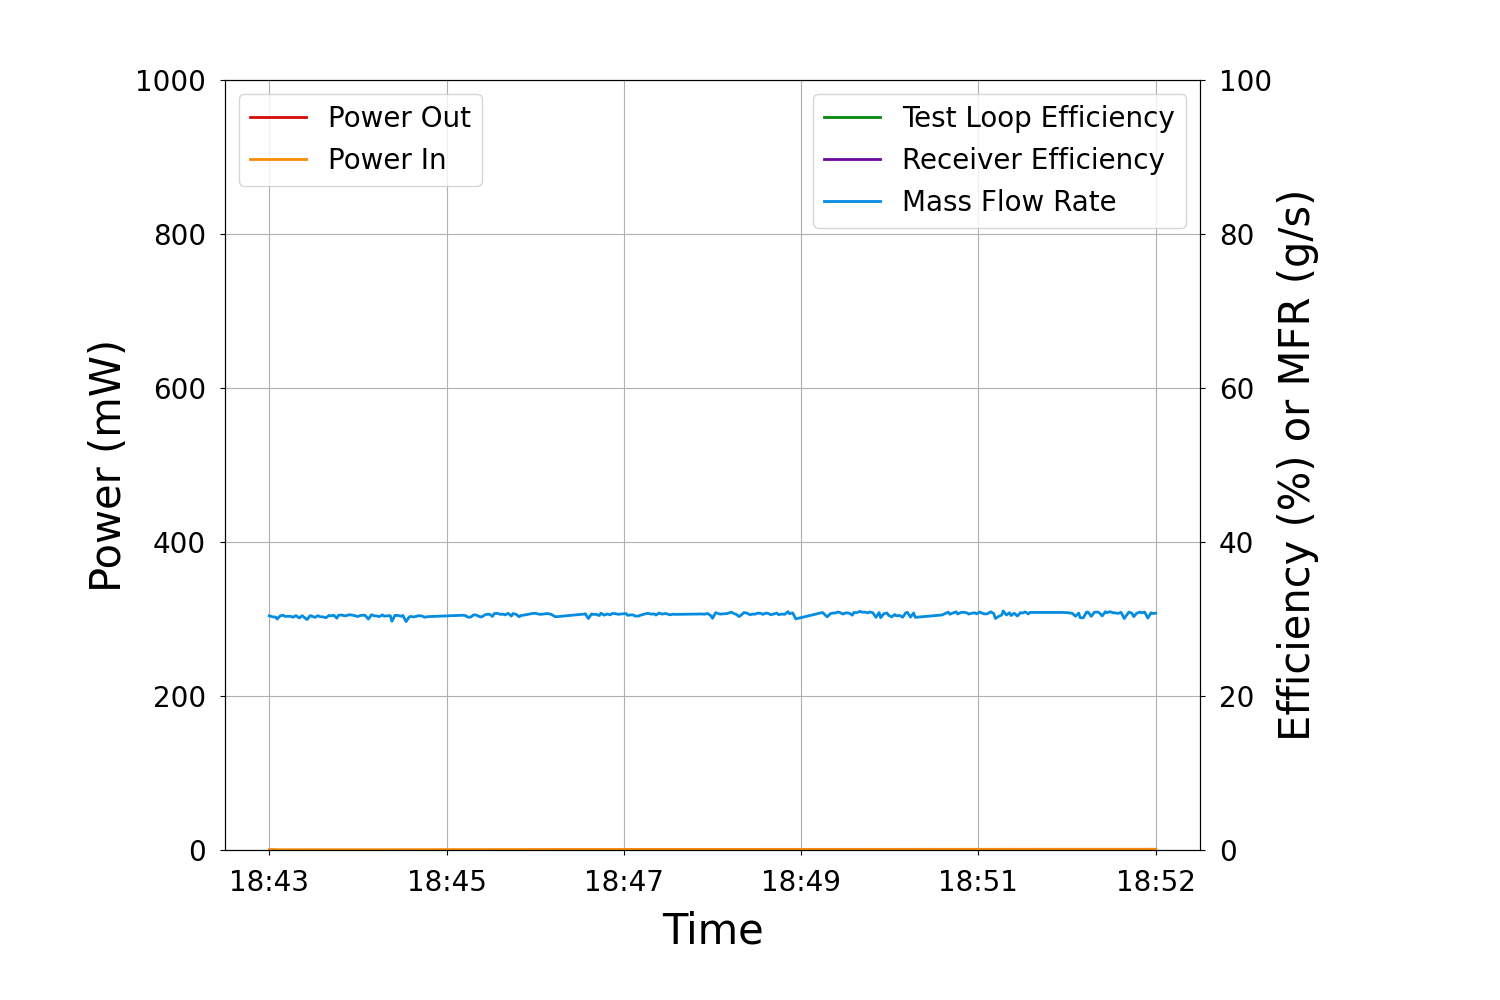 1000
800
600
400
200
0
Power (mW)
Power Out
Power In
Test Loop Efficiency
Receiver Efficiency
Mass Flow Rate
100
80
60
40
20
0
Efficiency (%) or MFR (g/s)
18:43 18:45 18:47 18:49 18:51 18:52
Time